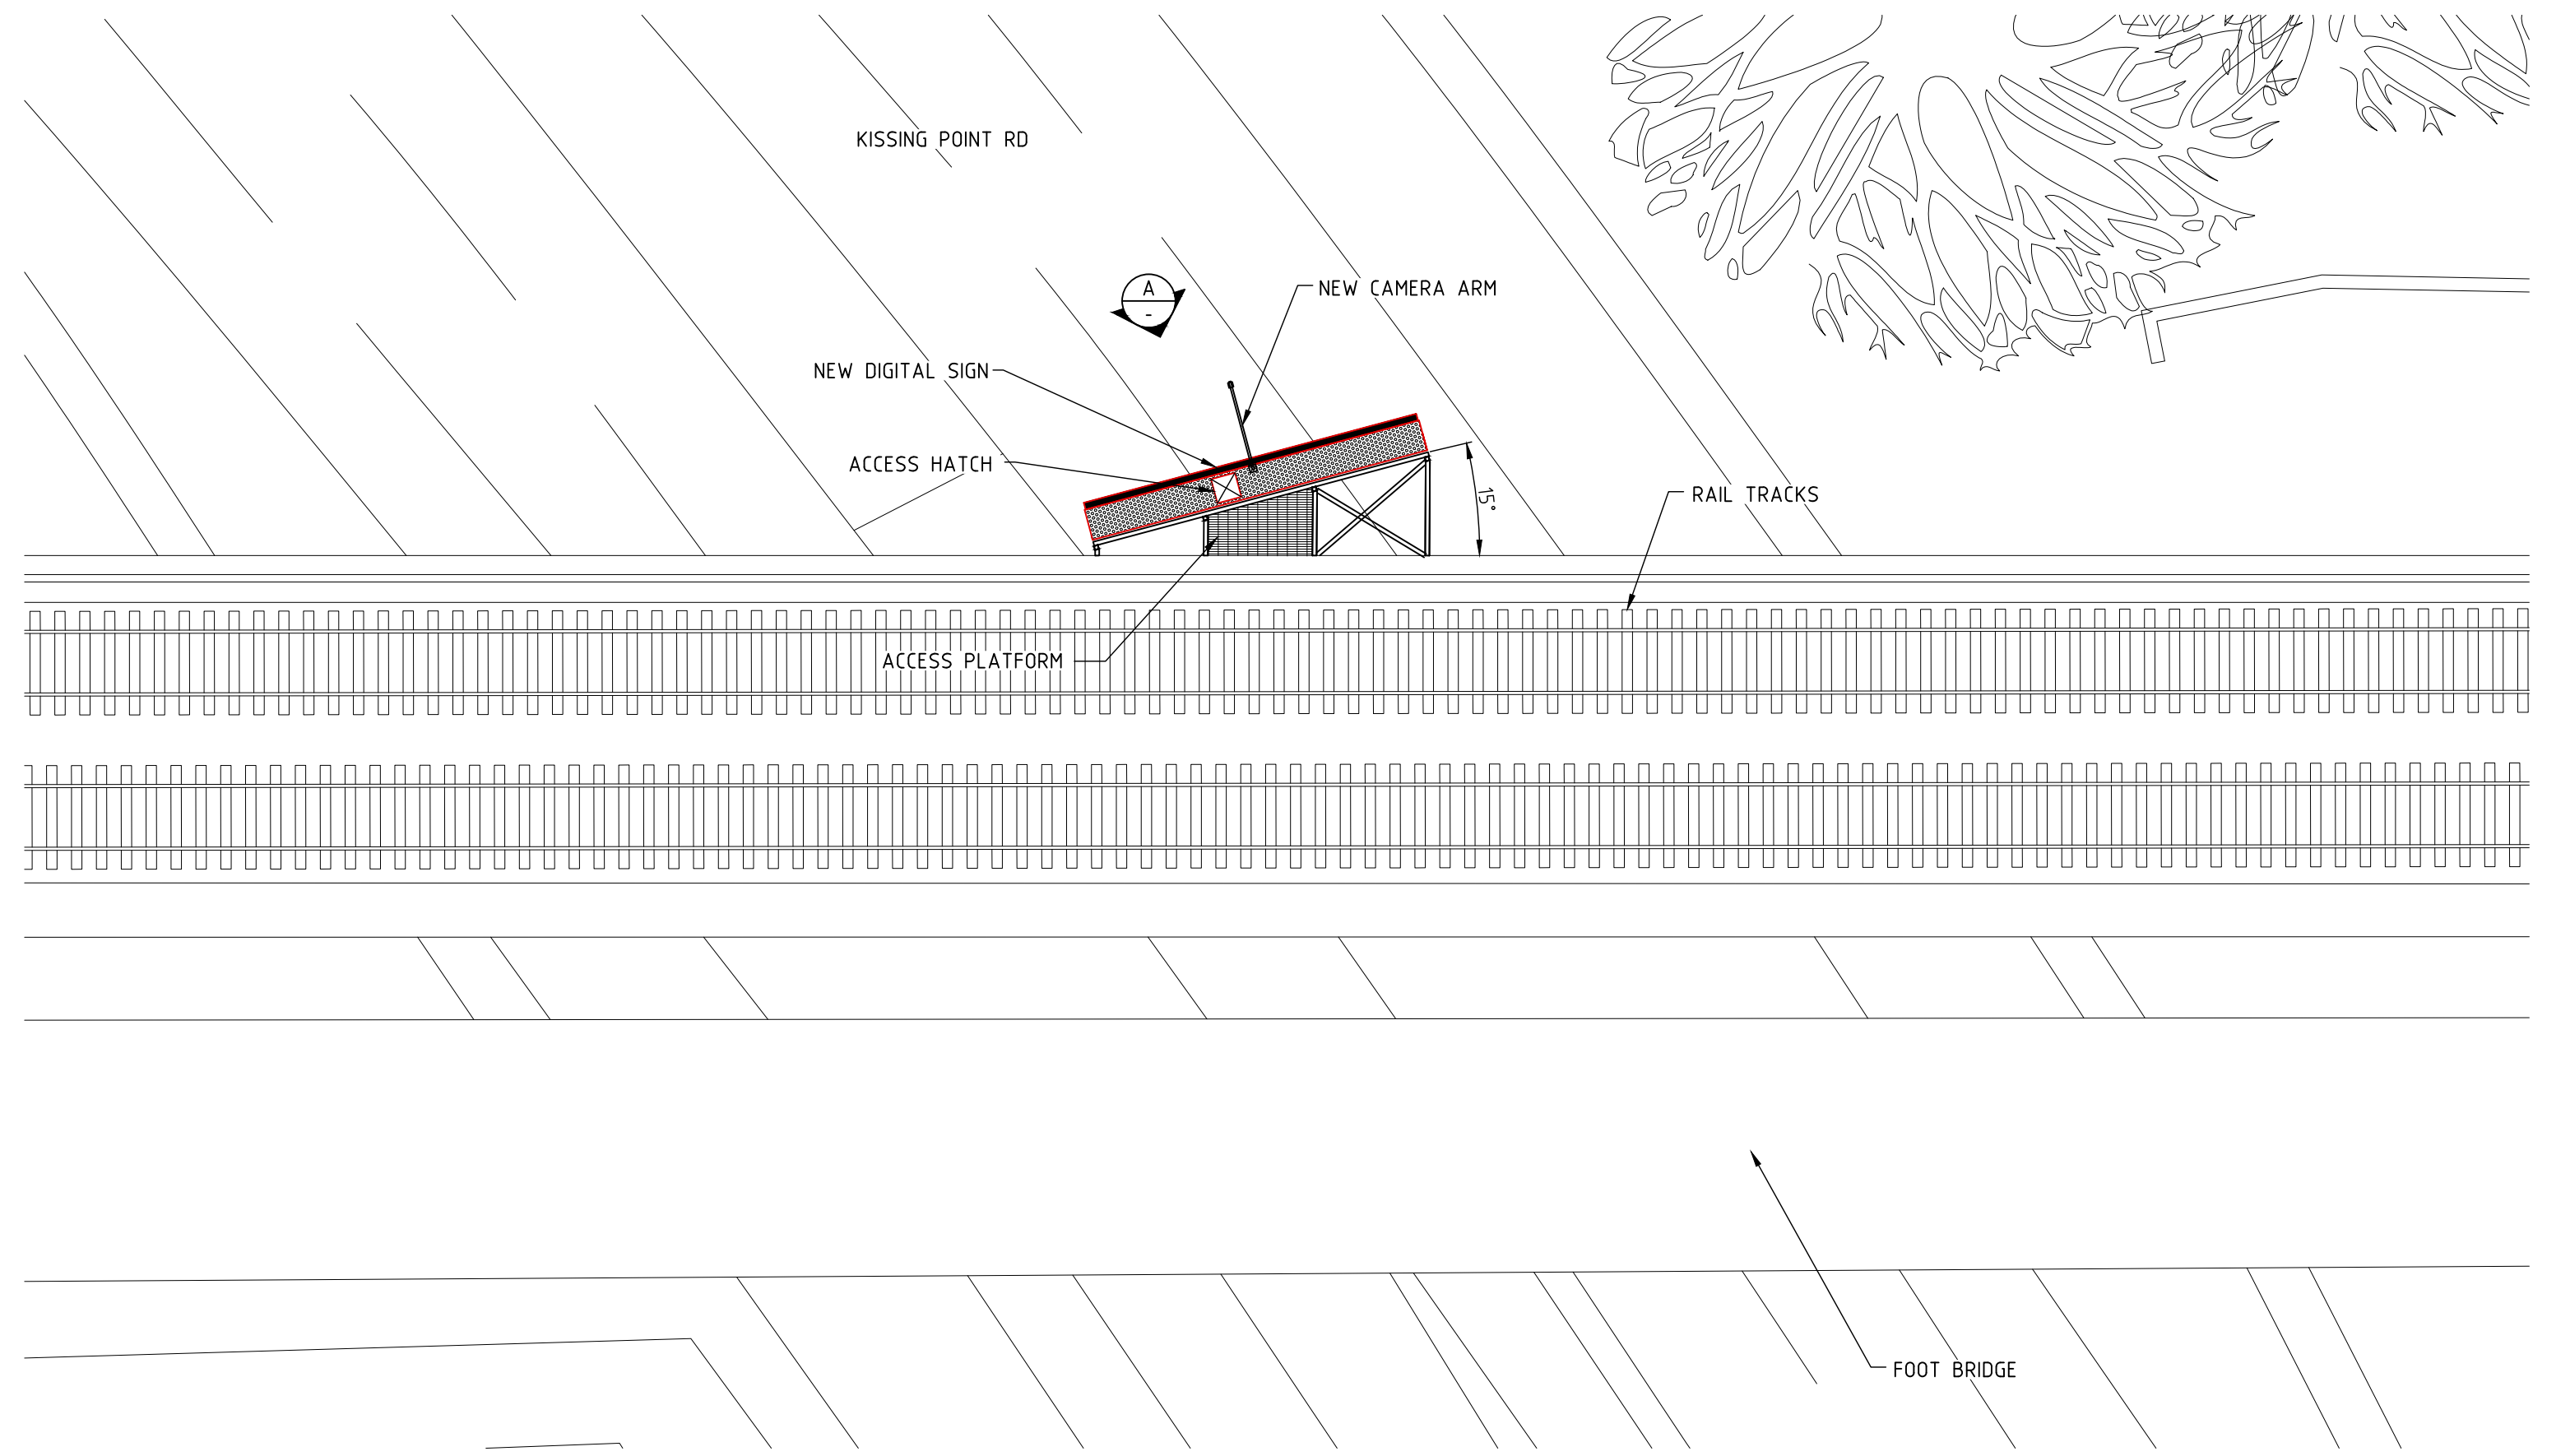 KISSING POINT RD
A
-
NEW CAMERA ARM
NEW DIGITAL SIGN
ACCESS HATCH
15°
RAIL TRACKS
ACCESS PLATFORM
FOOT BRIDGE